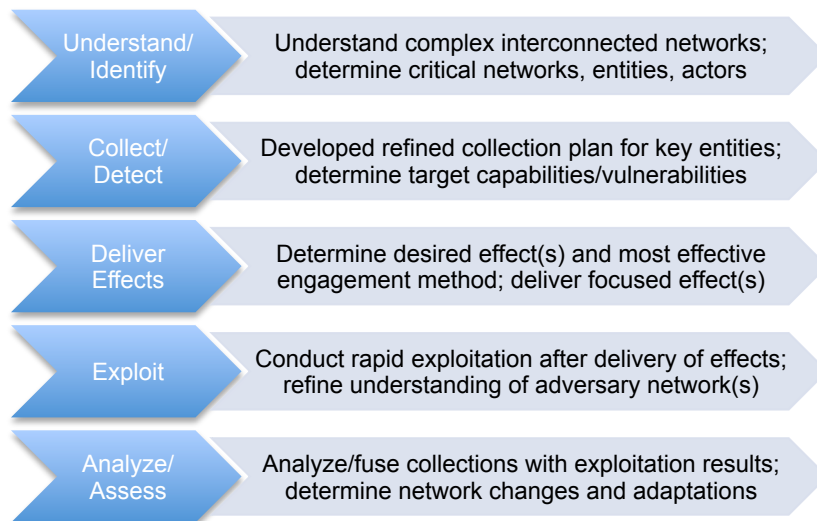 Understand/
Identify
Understand complex interconnected networks;
determine critical networks, entities, actors
Collect/
Detect
Developed refined collection plan for key entities;
determine target capabilities/vulnerabilities
Deliver
Effects
Determine desired effect(s) and most effective
engagement method; deliver focused effect(s)
Exploit
Conduct rapid exploitation after delivery of effects;
refine understanding of adversary network(s)
Analyze/
Assess
Analyze/fuse collections with exploitation results;
determine network changes and adaptations